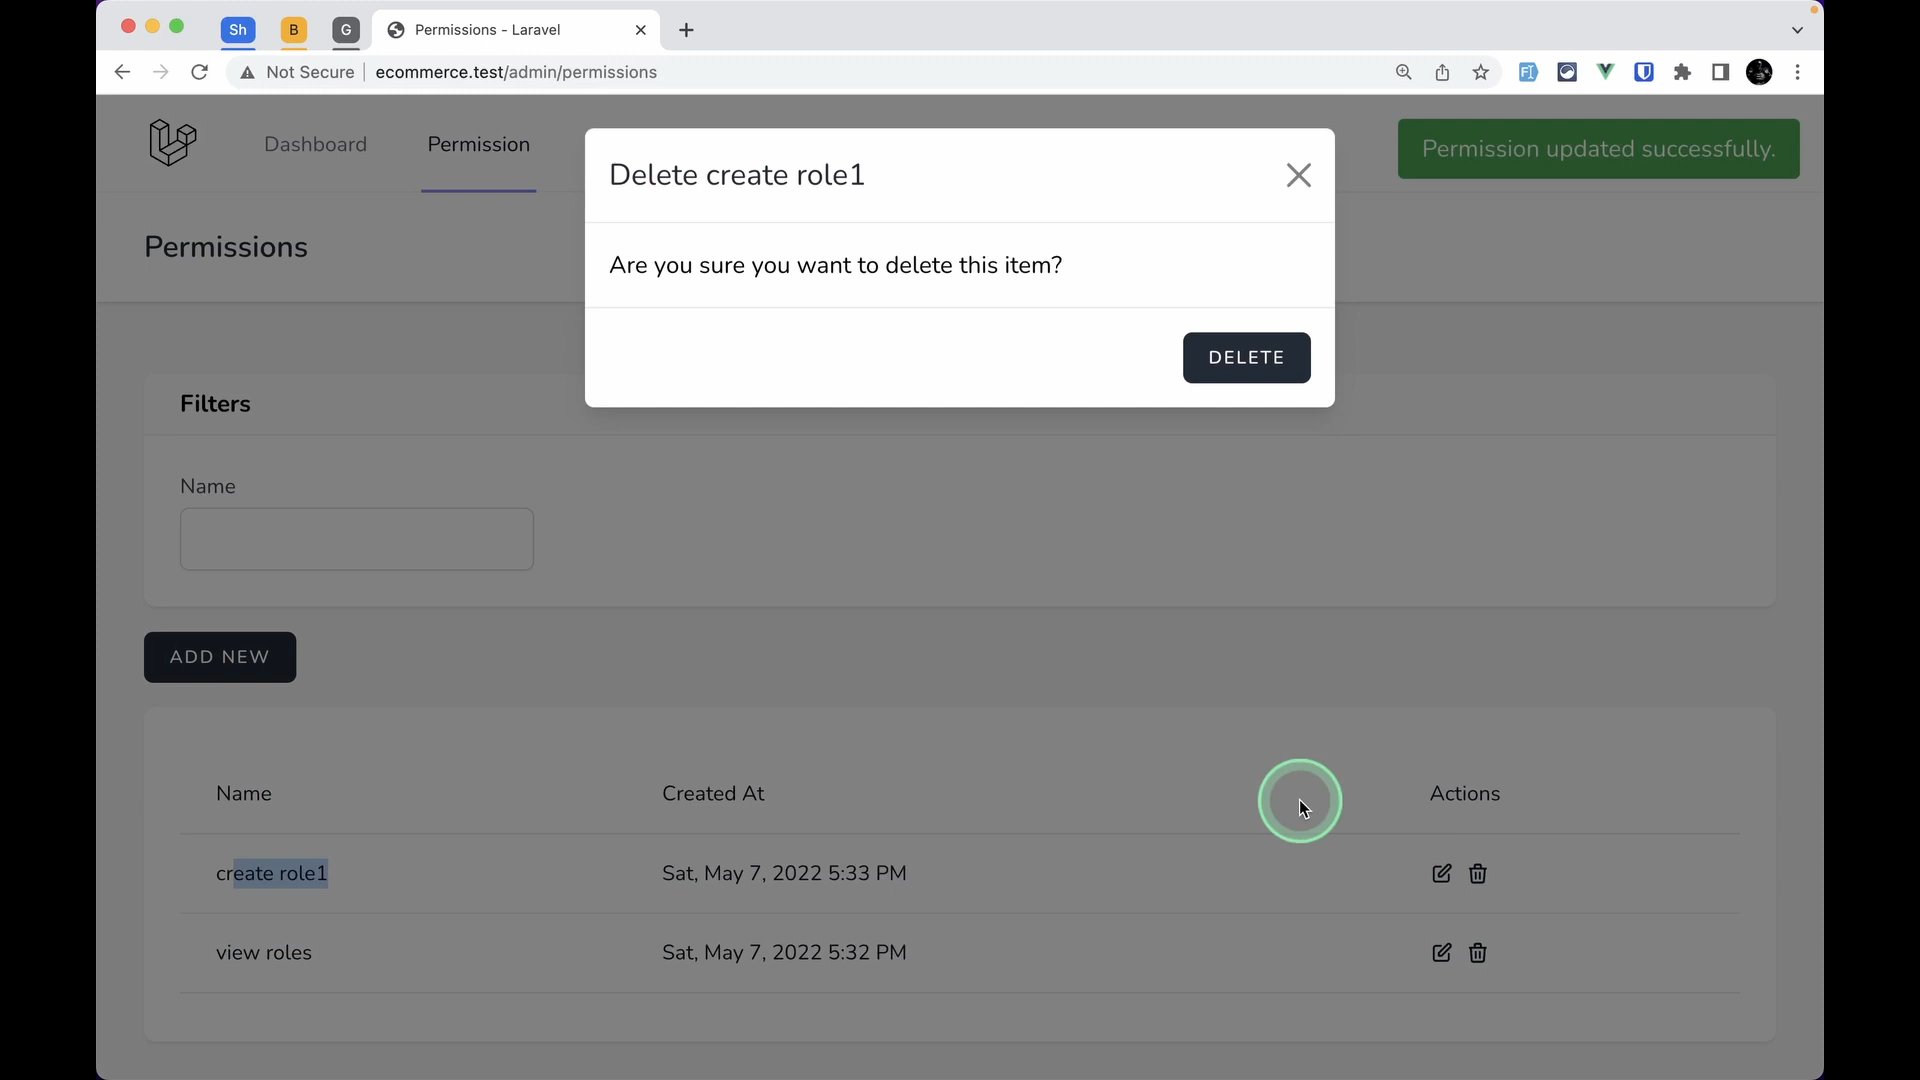 Sh
B
G
Permissions - Laravel
Not Secure
ecommerce.test/admin/permissions
Dashboard
Permission
Delete create role1
Permission updated successfully.
Permissions
Are you sure you want to delete this item?
DELETE
Filters
Name
ADD NEW
Name
Created At
Actions
create role1
Sat, May 7, 2022 5:33 PM
view roles
Sat, May 7, 2022 5:32 PM